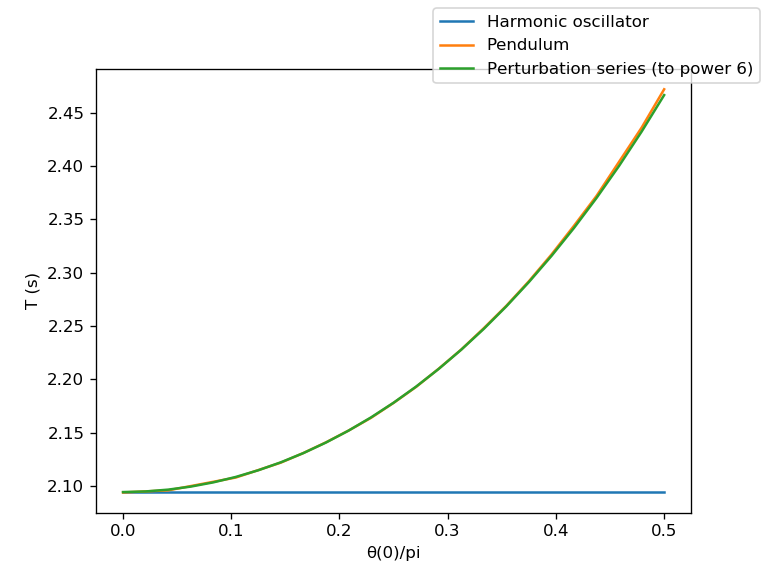 Harmonic oscillator
Pendulum
Perturbation series (to power 6)
2.45
2.40
2.35
2.30
2.25
2.20
2.15
2.10
T (s)
0.0 0.1 0.2 0.3 0.4 0.5
θ(0)/pi